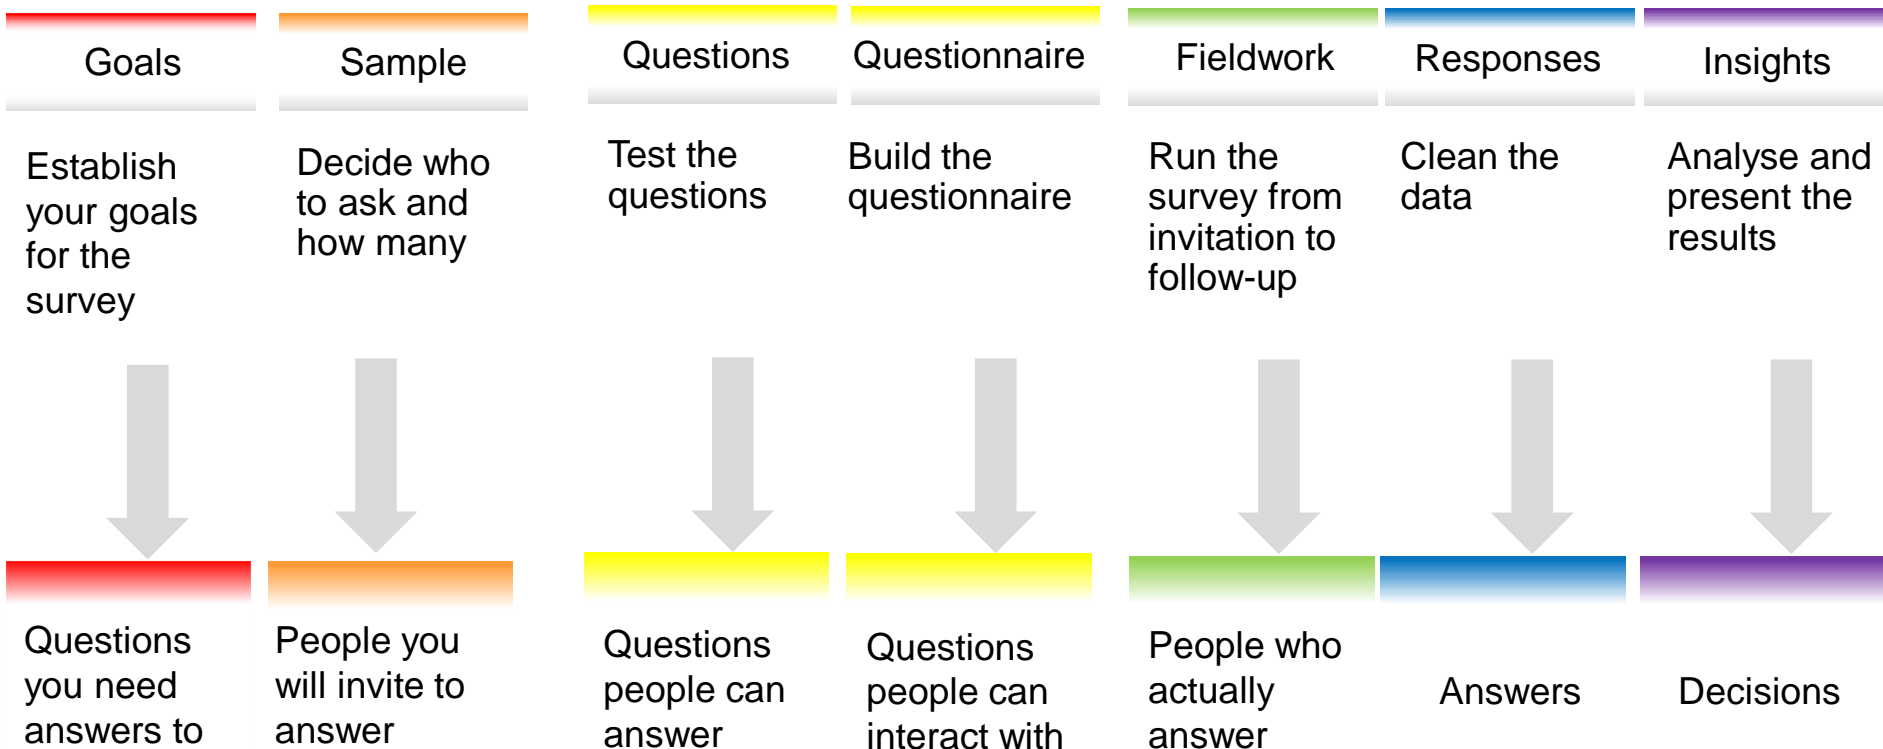 Goals
Sample
Questions
Questionnaire
Fieldwork
Responses
Insights
Establish
your goals
for the
survey
Decide who
to ask and
how many
Test the
questions
Build the
questionnaire
Run the
survey from
invitation to
follow-up
Clean the
data
Analyse and
present the
results
Questions
you need
answers to
People you
will invite to
answer
Questions
people can
answer
Questions
people can
interact with
People who
actually
answer
Answers
Decisions